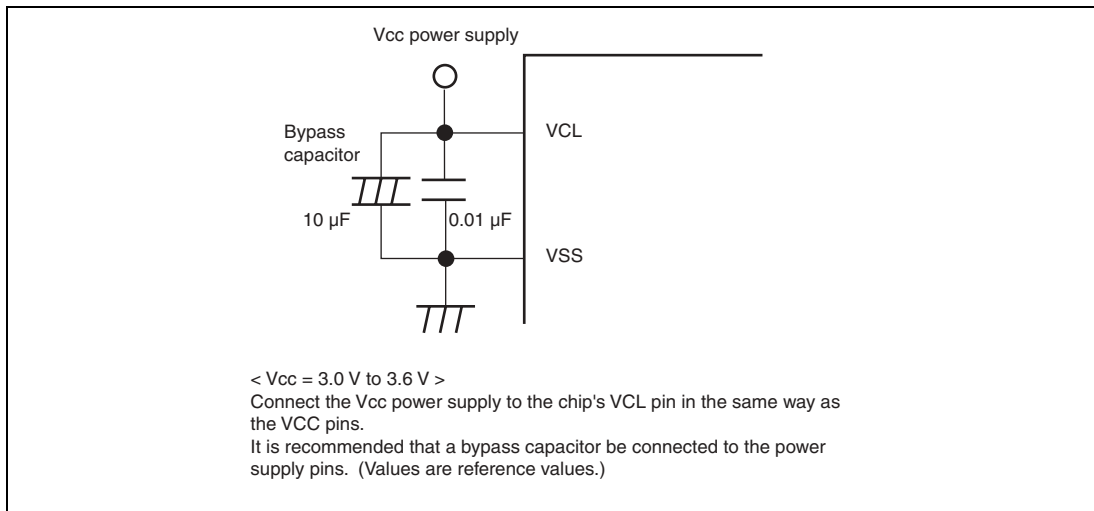 Vcc power supply
VCL
Bypass
capacitor
10 µF
0.01 µF
VSS
< Vcc = 3.0 V to 3.6 V >
Connect the Vcc power supply to the chip's VCL pin in the same way as
the VCC pins.
It is recommended that a bypass capacitor be connected to the power
supply pins.  (Values are reference values.)